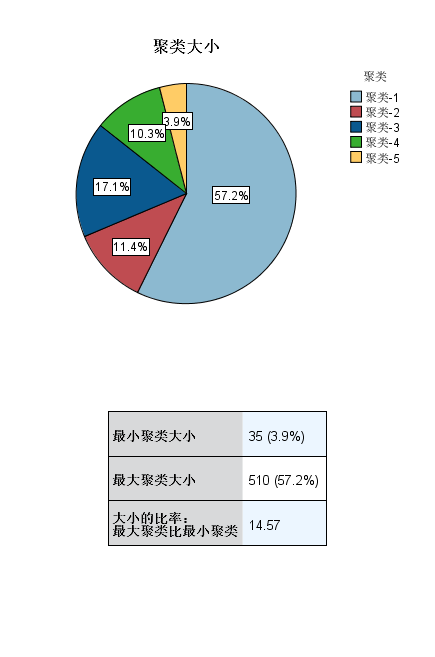 聚类大小
聚类
聚类-1
聚类-2
聚类-3
聚类-4
聚类-5
3.9%
10.3%
17.1%
57.2%
11.4%
最小聚类大小 35 (3.9%)
最大聚类大小 510 (57.2%)
大小的比率：
最大聚类比最小聚类 14.57